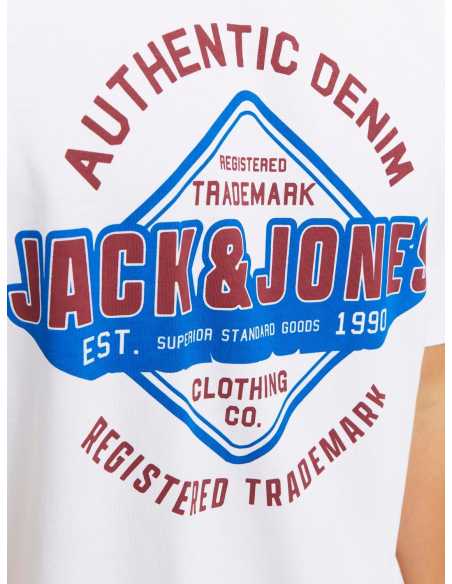 AUTHENTIC DENIM
REGISTERED
TRADEMARK
JACK&JONES
EST. SUPERIOR STANDARD GOODS 1990
CLOTHING
CO.
REGISTERED TRADEMARK